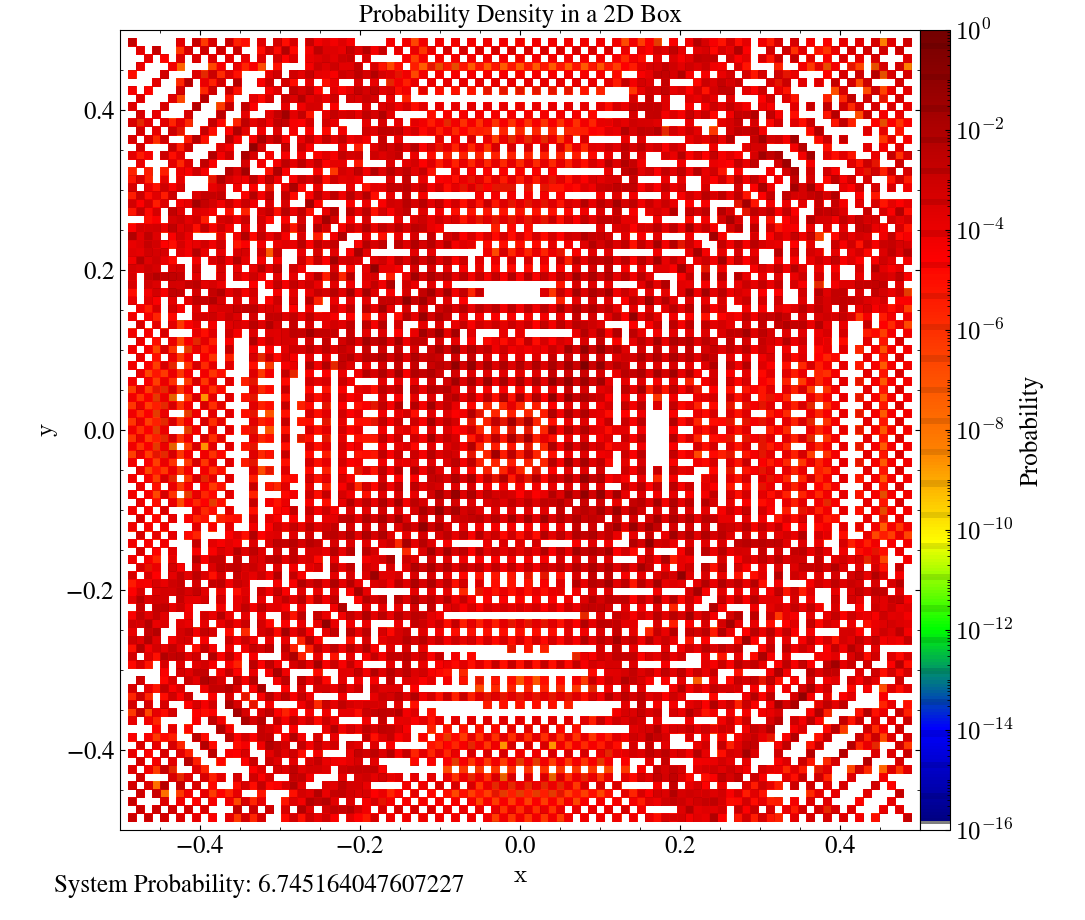 Probability Density in a 2D Box
10⁰
10⁻²
10⁻⁴
10⁻⁶
10⁻⁸
10⁻¹⁰
10⁻¹²
10⁻¹⁴
10⁻¹⁶
Probability
y
0.4
0.2
0.0
−0.2
−0.4
−0.4 −0.2 0.0 0.2 0.4
x
System Probability: 6.745164047607227